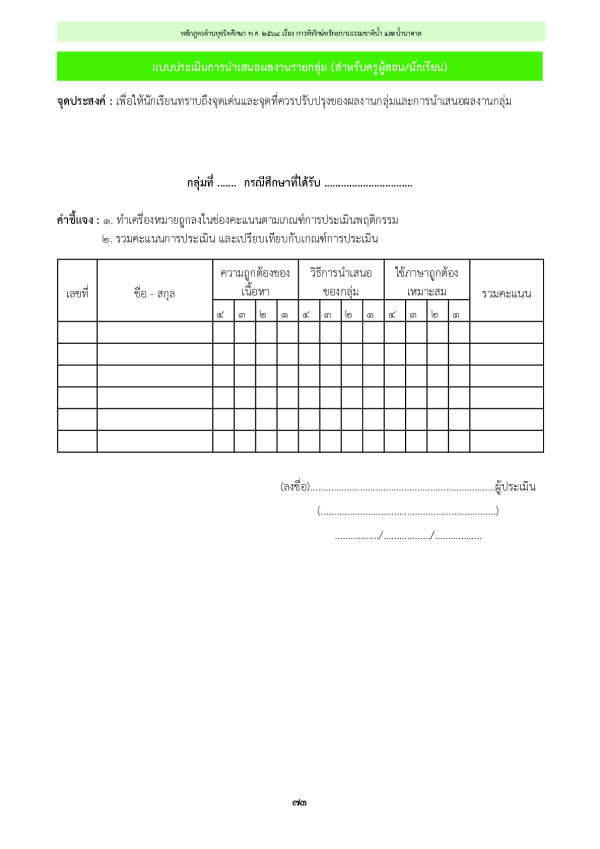 หลักสูตรต้านทุจริตศึกษา พ.ศ. ๒๕๖๔ เรื่อง การพิทักษ์ทรัพยากรธรรมชาติน้ำ และน้ำบาดาล
แบบประเมินการนำเสนอผลงานรายกลุ่ม (สำหรับครูผู้สอน/นักเรียน)
จุดประสงค์ : เพื่อให้นักเรียนทราบถึงจุดเด่นและจุดที่ควรปรับปรุงของผลงานกลุ่มและการนำเสนอผลงานกลุ่ม
กลุ่มที่ ....... กรณีศึกษาที่ได้รับ ................................
คำชี้แจง : ๑. ทำเครื่องหมายถูกลงในช่องคะแนนตามเกณฑ์การประเมินพฤติกรรม
๒. รวมคะแนนการประเมิน และเปรียบเทียบกับเกณฑ์การประเมิน
เลขที่ ชื่อ - สกุล ความถูกต้องของ วิธีการนำเสนอ ใช้ภาษาถูกต้อง รวมคะแนน
เนื้อหา ของกลุ่ม เหมาะสม
๔ ๓ ๒ ๑ ๔ ๓ ๒ ๑ ๔ ๓ ๒ ๑
(ลงชื่อ).......................................................................ผู้ประเมิน
(...................................................................)
................./................../..................
๗๓